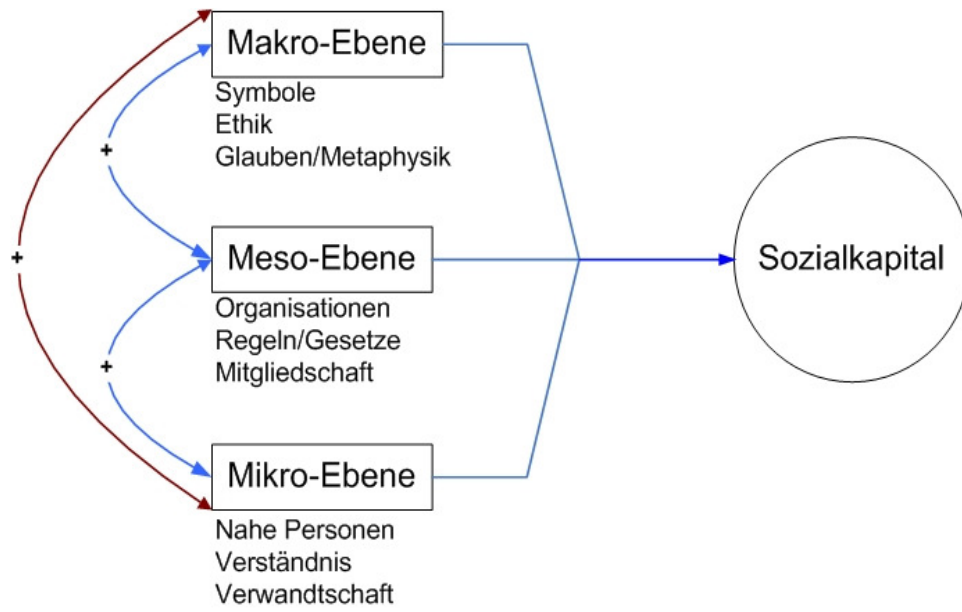 Makro-Ebene
Symbole
Ethik
Glauben/Metaphysik
+
Meso-Ebene
Sozialkapital
+
Organisationen
Regeln/Gesetze
Mitgliedschaft
+
Mikro-Ebene
Nahe Personen
Verständnis
Verwandtschaft